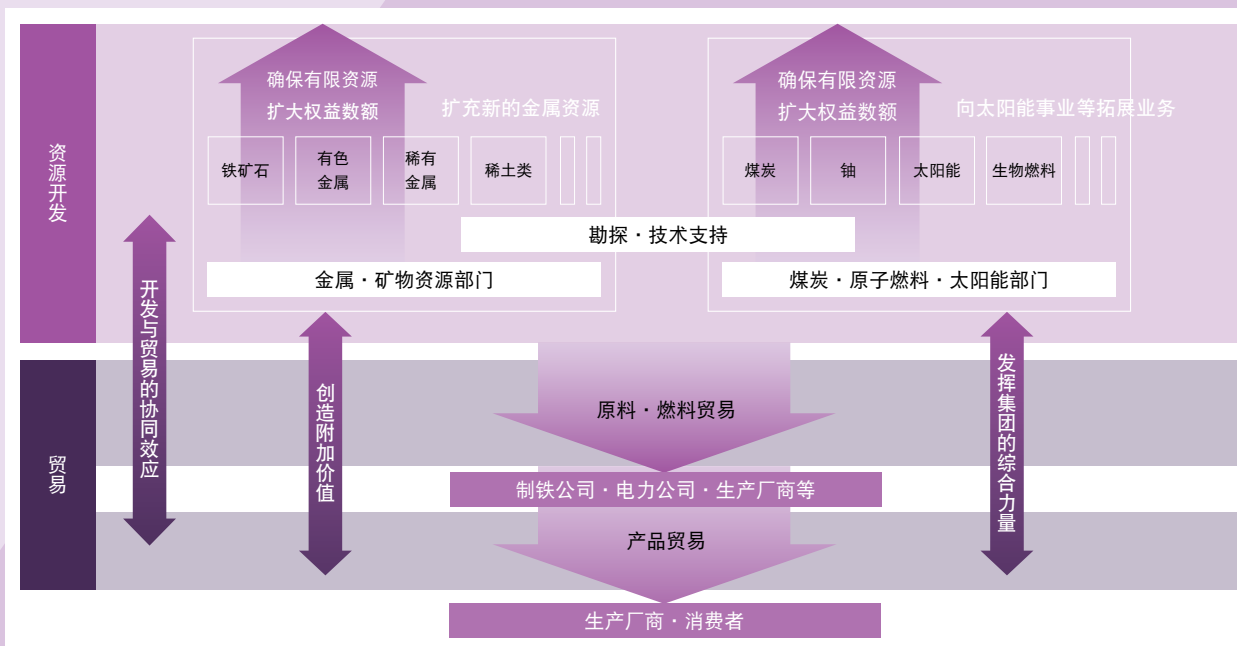 资源开发
确保有限资源
扩大权益数额
扩充新的金属资源
铁矿石
有色
金属
稀有
金属
稀土类
金属・矿物资源部门
确保有限资源
扩大权益数额
向太阳能事业等拓展业务
煤炭
铀
太阳能
生物燃料
煤炭・原子燃料・太阳能部门
勘探・技术支持
开发与贸易的协同效应
创造附加价值
发挥集团的综合力量
贸易
原料・燃料贸易
制铁公司・电力公司・生产厂商等
产品贸易
生产厂商・消费者